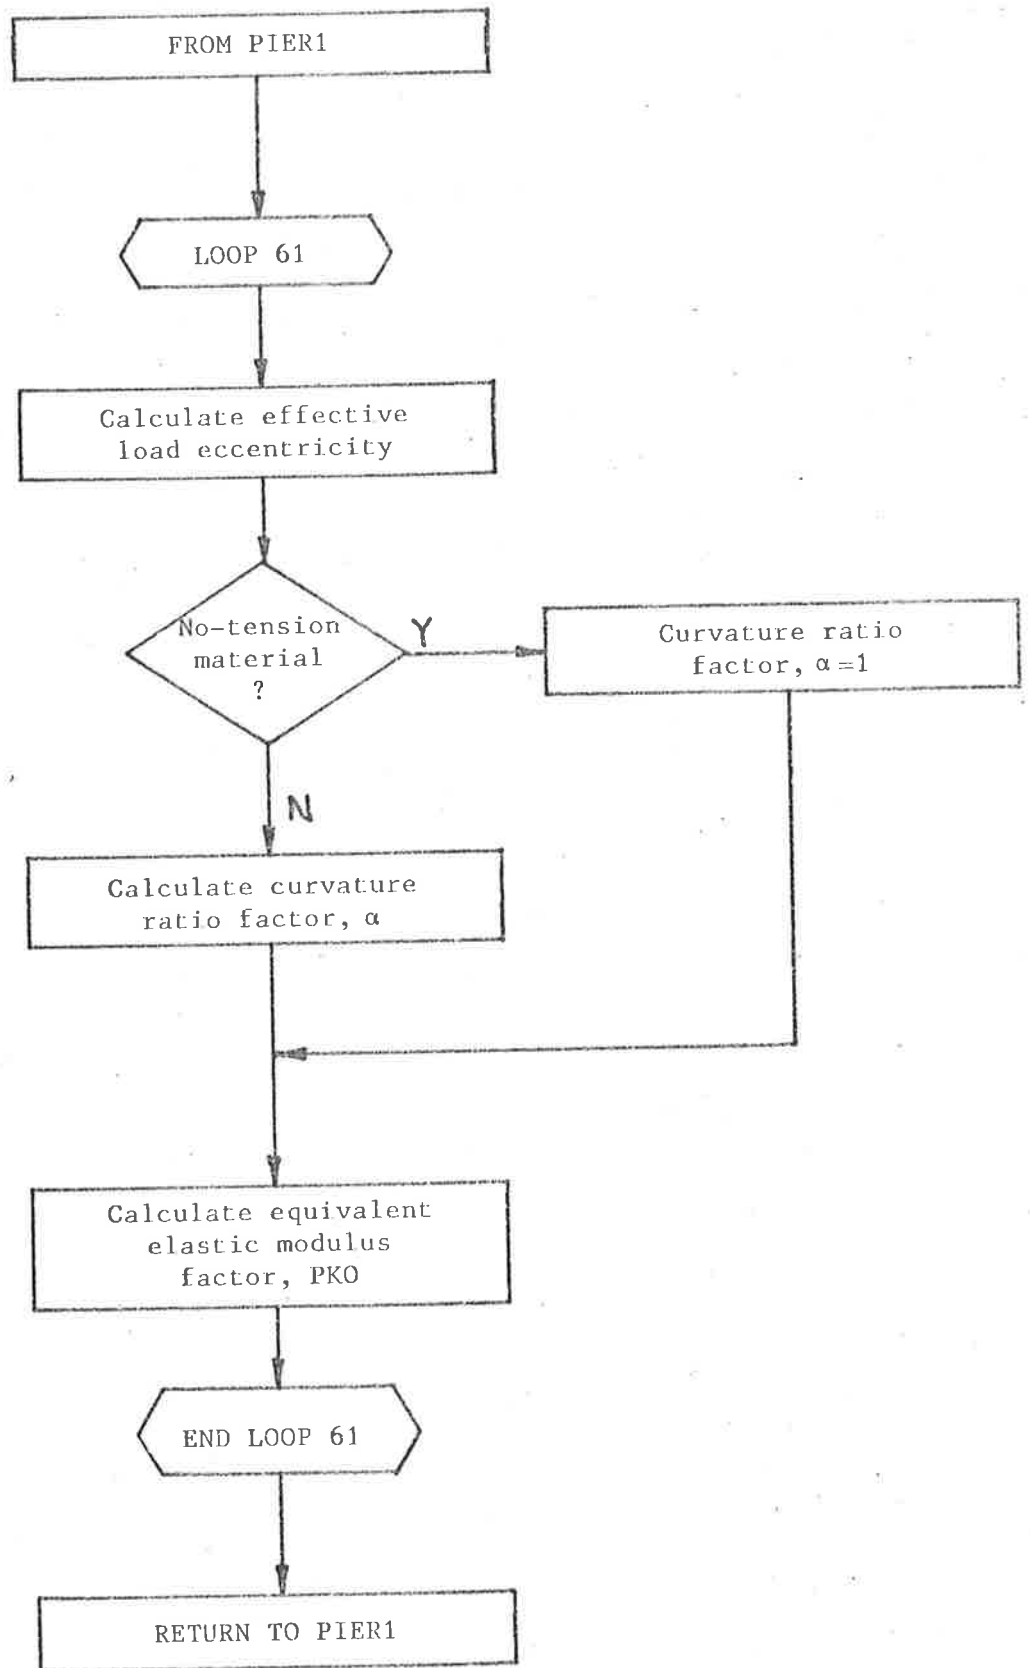 FROM PIER1
LOOP 61
Calculate effective
load eccentricity
No-tension
material
?
Y
Curvature ratio
factor, α=1
N
Calculate curvature
ratio factor, α
Calculate equivalent
elastic modulus
factor, PKO
END LOOP 61
RETURN TO PIER1